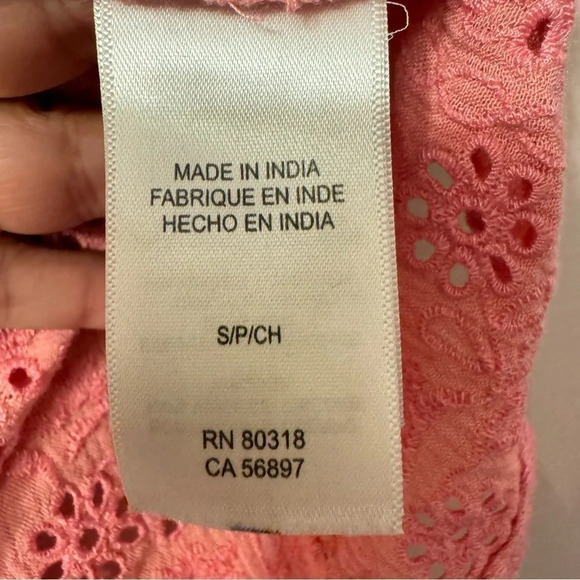 MADE IN INDIA
FABRIQUE EN INDE
HECHO EN INDIA
S/P/CH
RN 80318
CA 56897